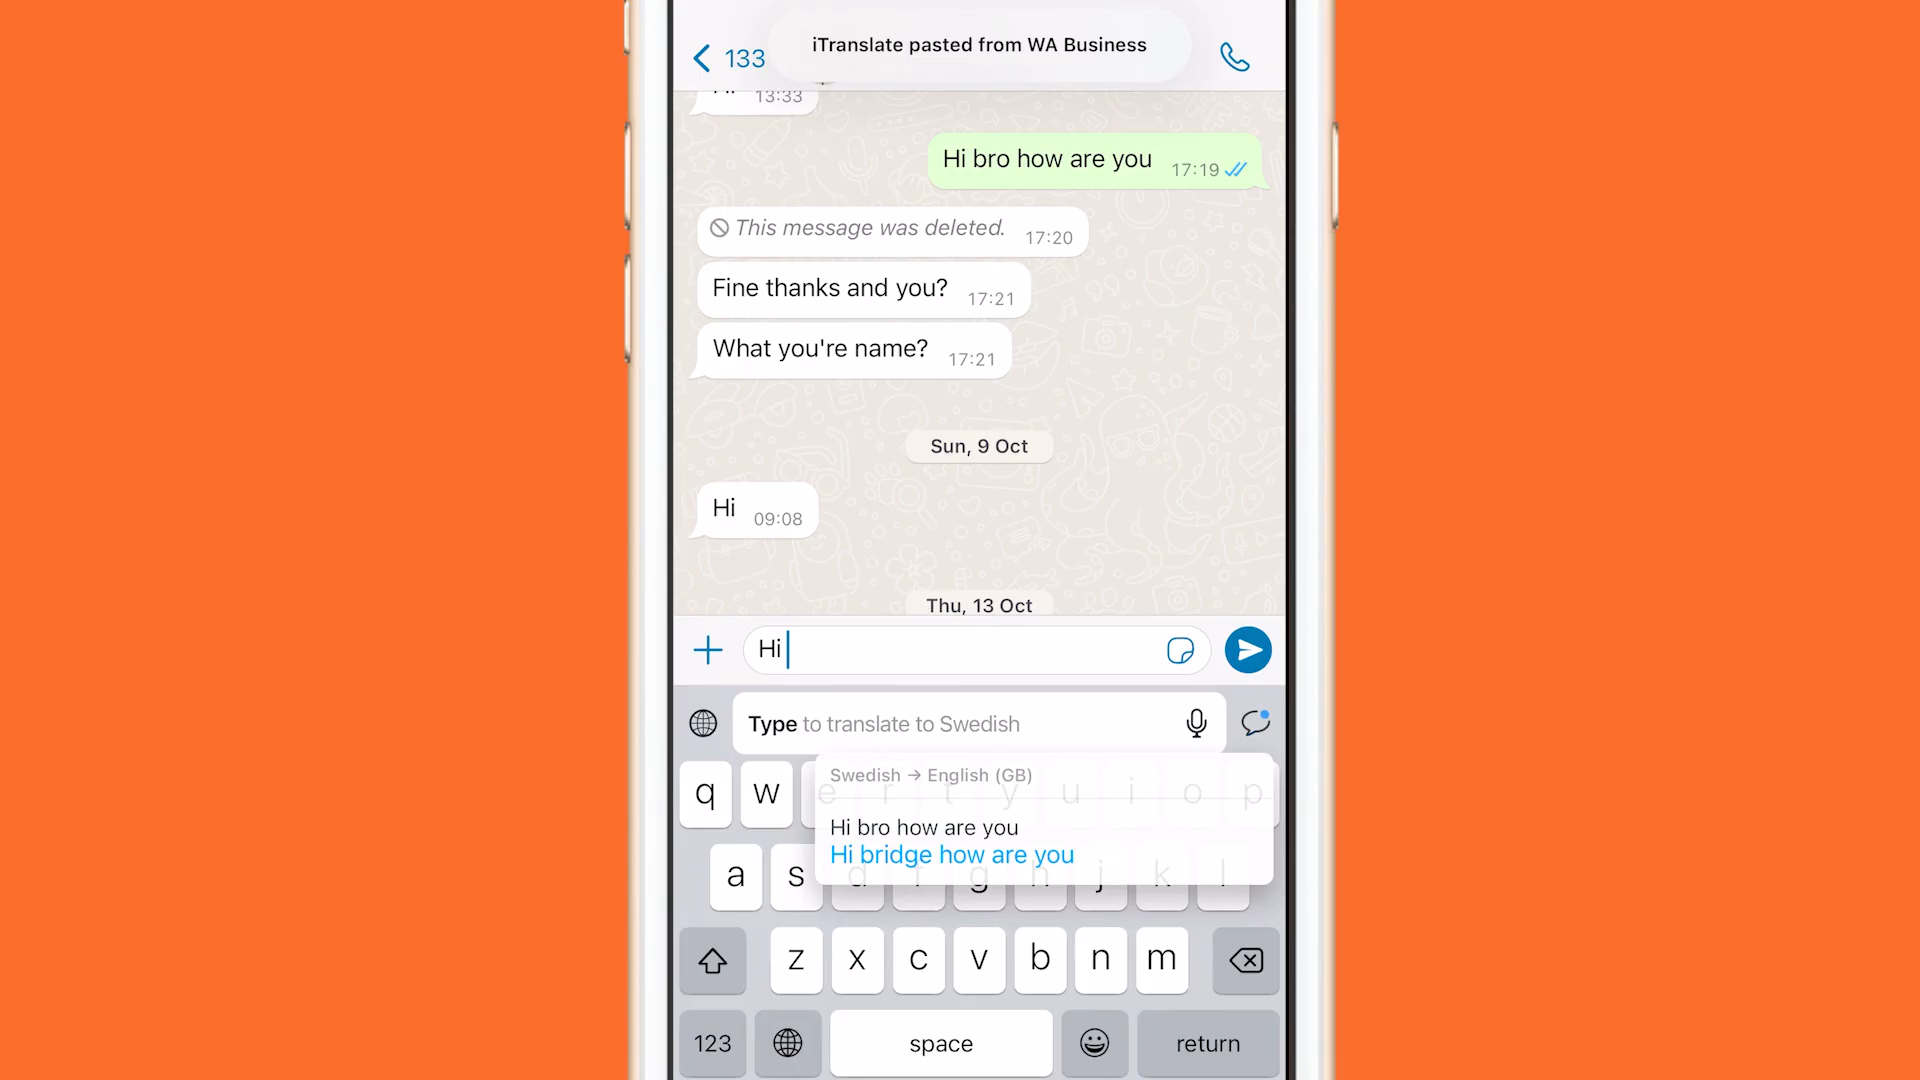 133
iTranslate pasted from WA Business
13:33
Hi bro how are you 17:19
This message was deleted. 17:20
Fine thanks and you? 17:21
What you're name? 17:21
Sun, 9 Oct
Hi 09:08
Thu, 13 Oct
Hi
Type to translate to Swedish
Swedish → English (GB)
q w e r t y u i o p
Hi bro how are you
Hi bridge how are you
a s d f g h j k l
z x c v b n m
123 space return